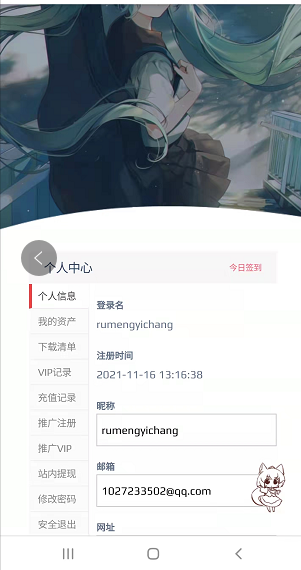 个人中心
今日签到
个人信息
我的资产
下载清单
VIP记录
充值记录
推广注册
推广VIP
站内提现
修改密码
安全退出
登录名
rumengyichang
注册时间
2021-11-16 13:16:38
昵称
rumengyichang
邮箱
1027233502@qq.com
网址